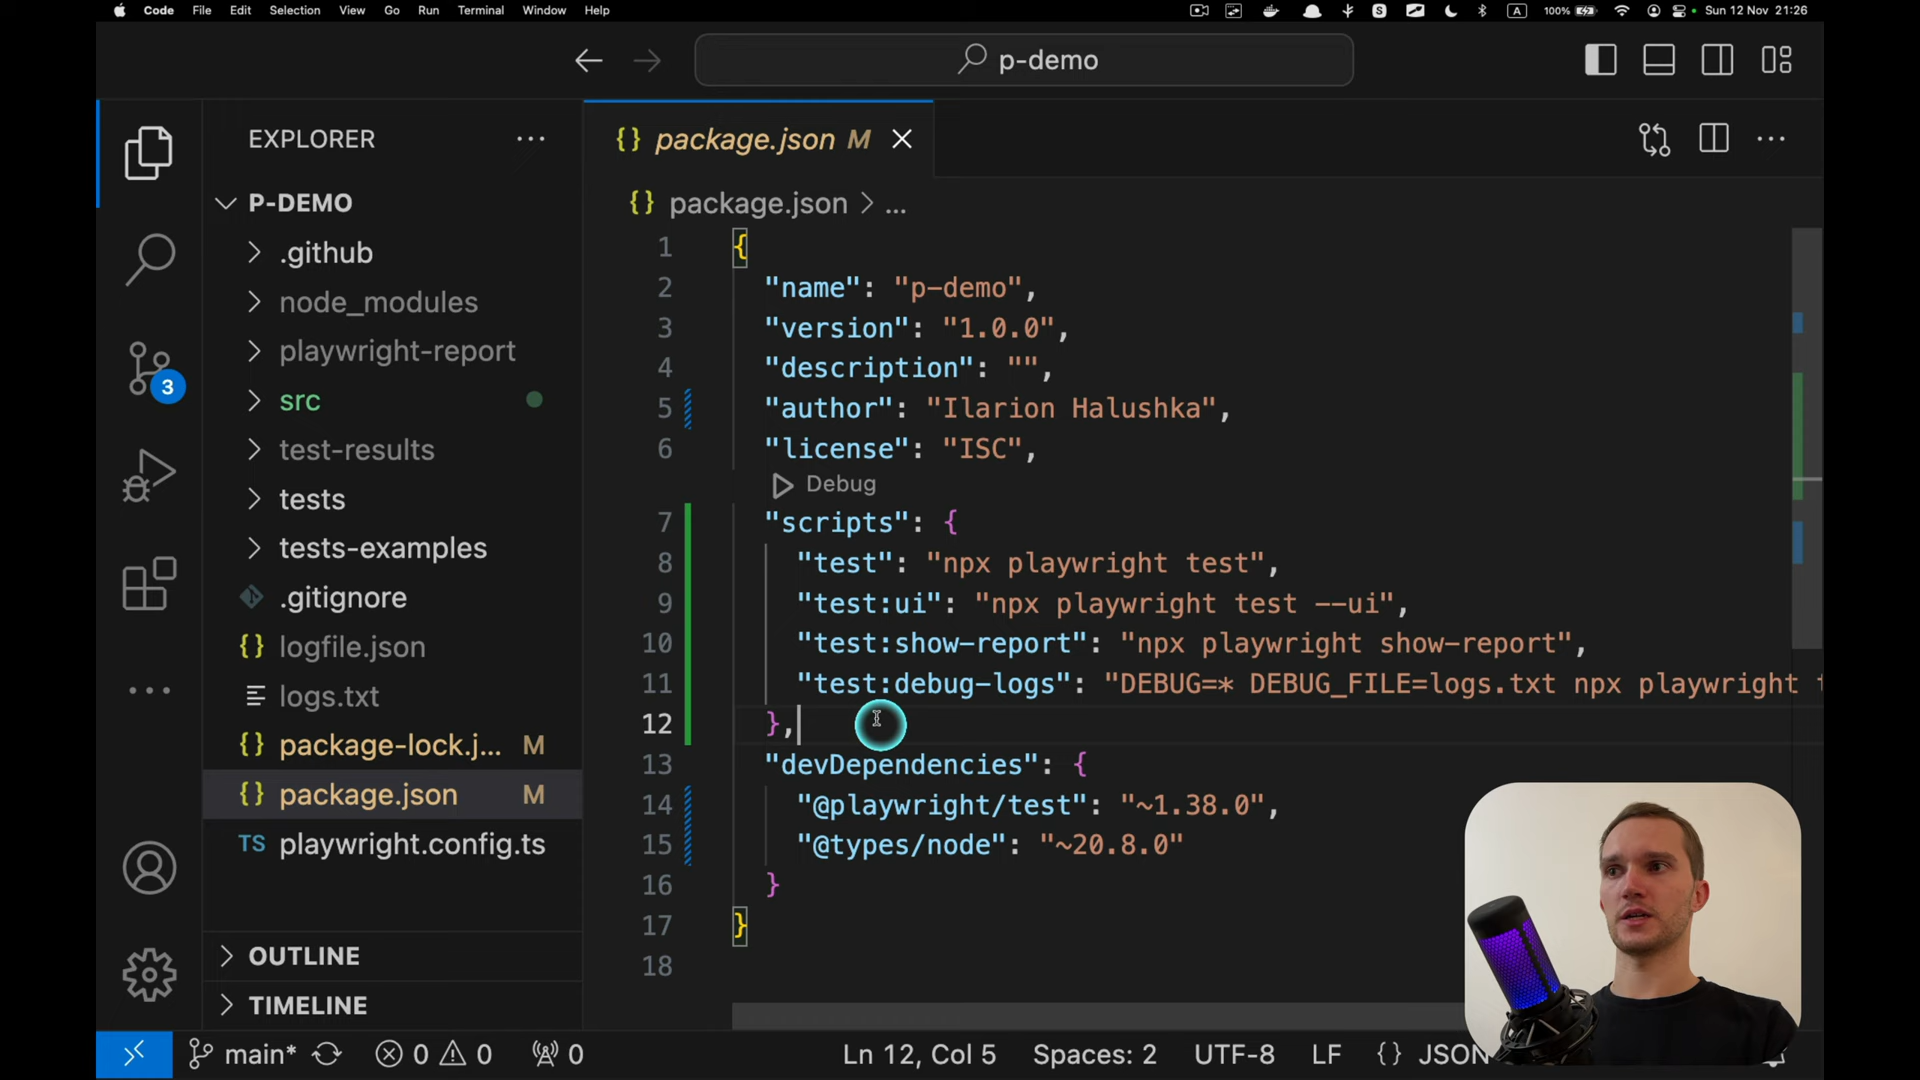 Code File Edit Selection View Go Run Terminal Window Help 100% Sun 12 Nov 21:26
p-demo
EXPLORER
package.json M
P-DEMO
package.json > ...
.github
node_modules
playwright-report
src
test-results
tests
tests-examples
.gitignore
logfile.json
logs.txt
package-lock.j... M
package.json M
TS playwright.config.ts
OUTLINE
TIMELINE
1 {
2 "name": "p-demo",
3 "version": "1.0.0",
4 "description": "",
5 "author": "Ilarion Halushka",
6 "license": "ISC",
Debug
7 "scripts": {
8 "test": "npx playwright test",
9 "test:ui": "npx playwright test --ui",
10 "test:show-report": "npx playwright show-report",
11 "test:debug-logs": "DEBUG=* DEBUG_FILE=logs.txt npx playwright t
12 },
13 "devDependencies": {
14 "@playwright/test": "~1.38.0",
15 "@types/node": "~20.8.0"
16 }
17 }
18
3
main* 0 0 0 Ln 12, Col 5 Spaces: 2 UTF-8 LF {} JSON